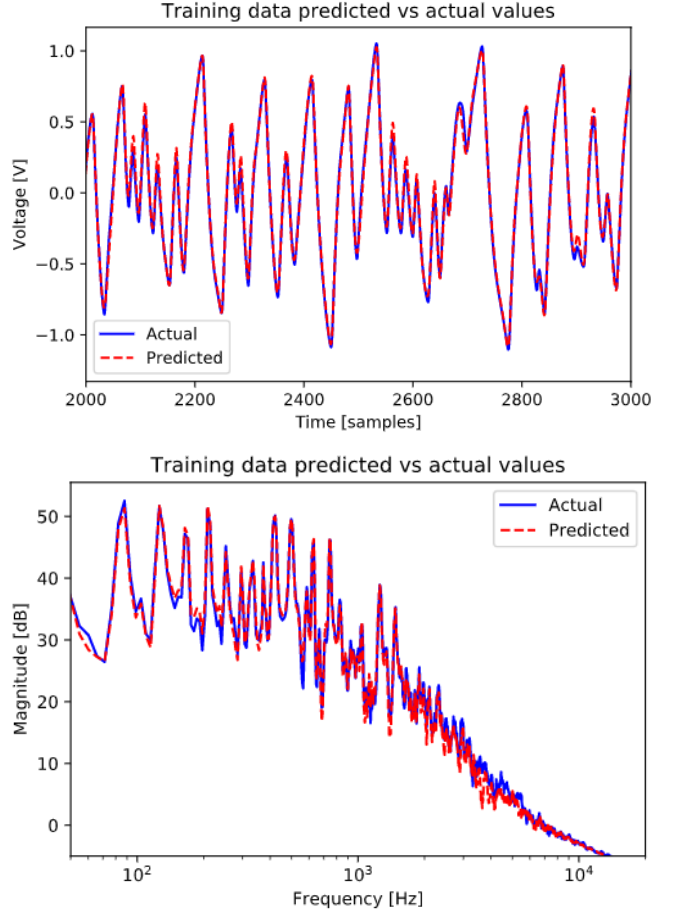 Training data predicted vs actual values
1.0
0.5
0.0
−0.5
−1.0
Voltage [V]
Actual
Predicted
2000 2200 2400 2600 2800 3000
Time [samples]
Training data predicted vs actual values
50
40
30
20
10
0
Magnitude [dB]
Actual
Predicted
10² 10³ 10⁴
Frequency [Hz]